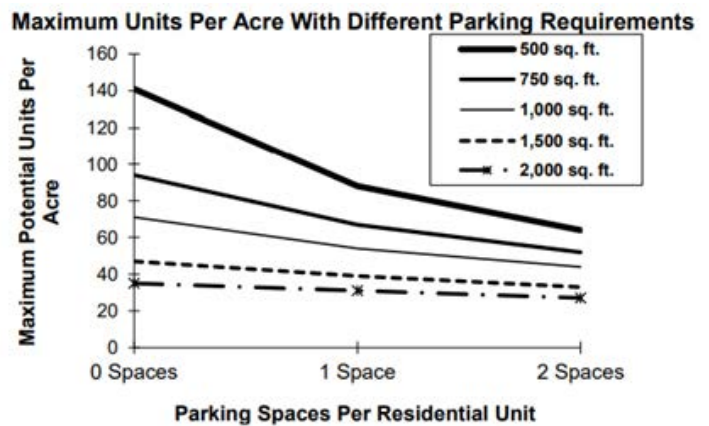 Maximum Units Per Acre With Different Parking Requirements
Maximum Potential Units Per
Acre
160
140
120
100
80
60
40
20
0
500 sq. ft.
750 sq. ft.
1,000 sq. ft.
1,500 sq. ft.
2,000 sq. ft.
0 Spaces
1 Space
2 Spaces
Parking Spaces Per Residential Unit